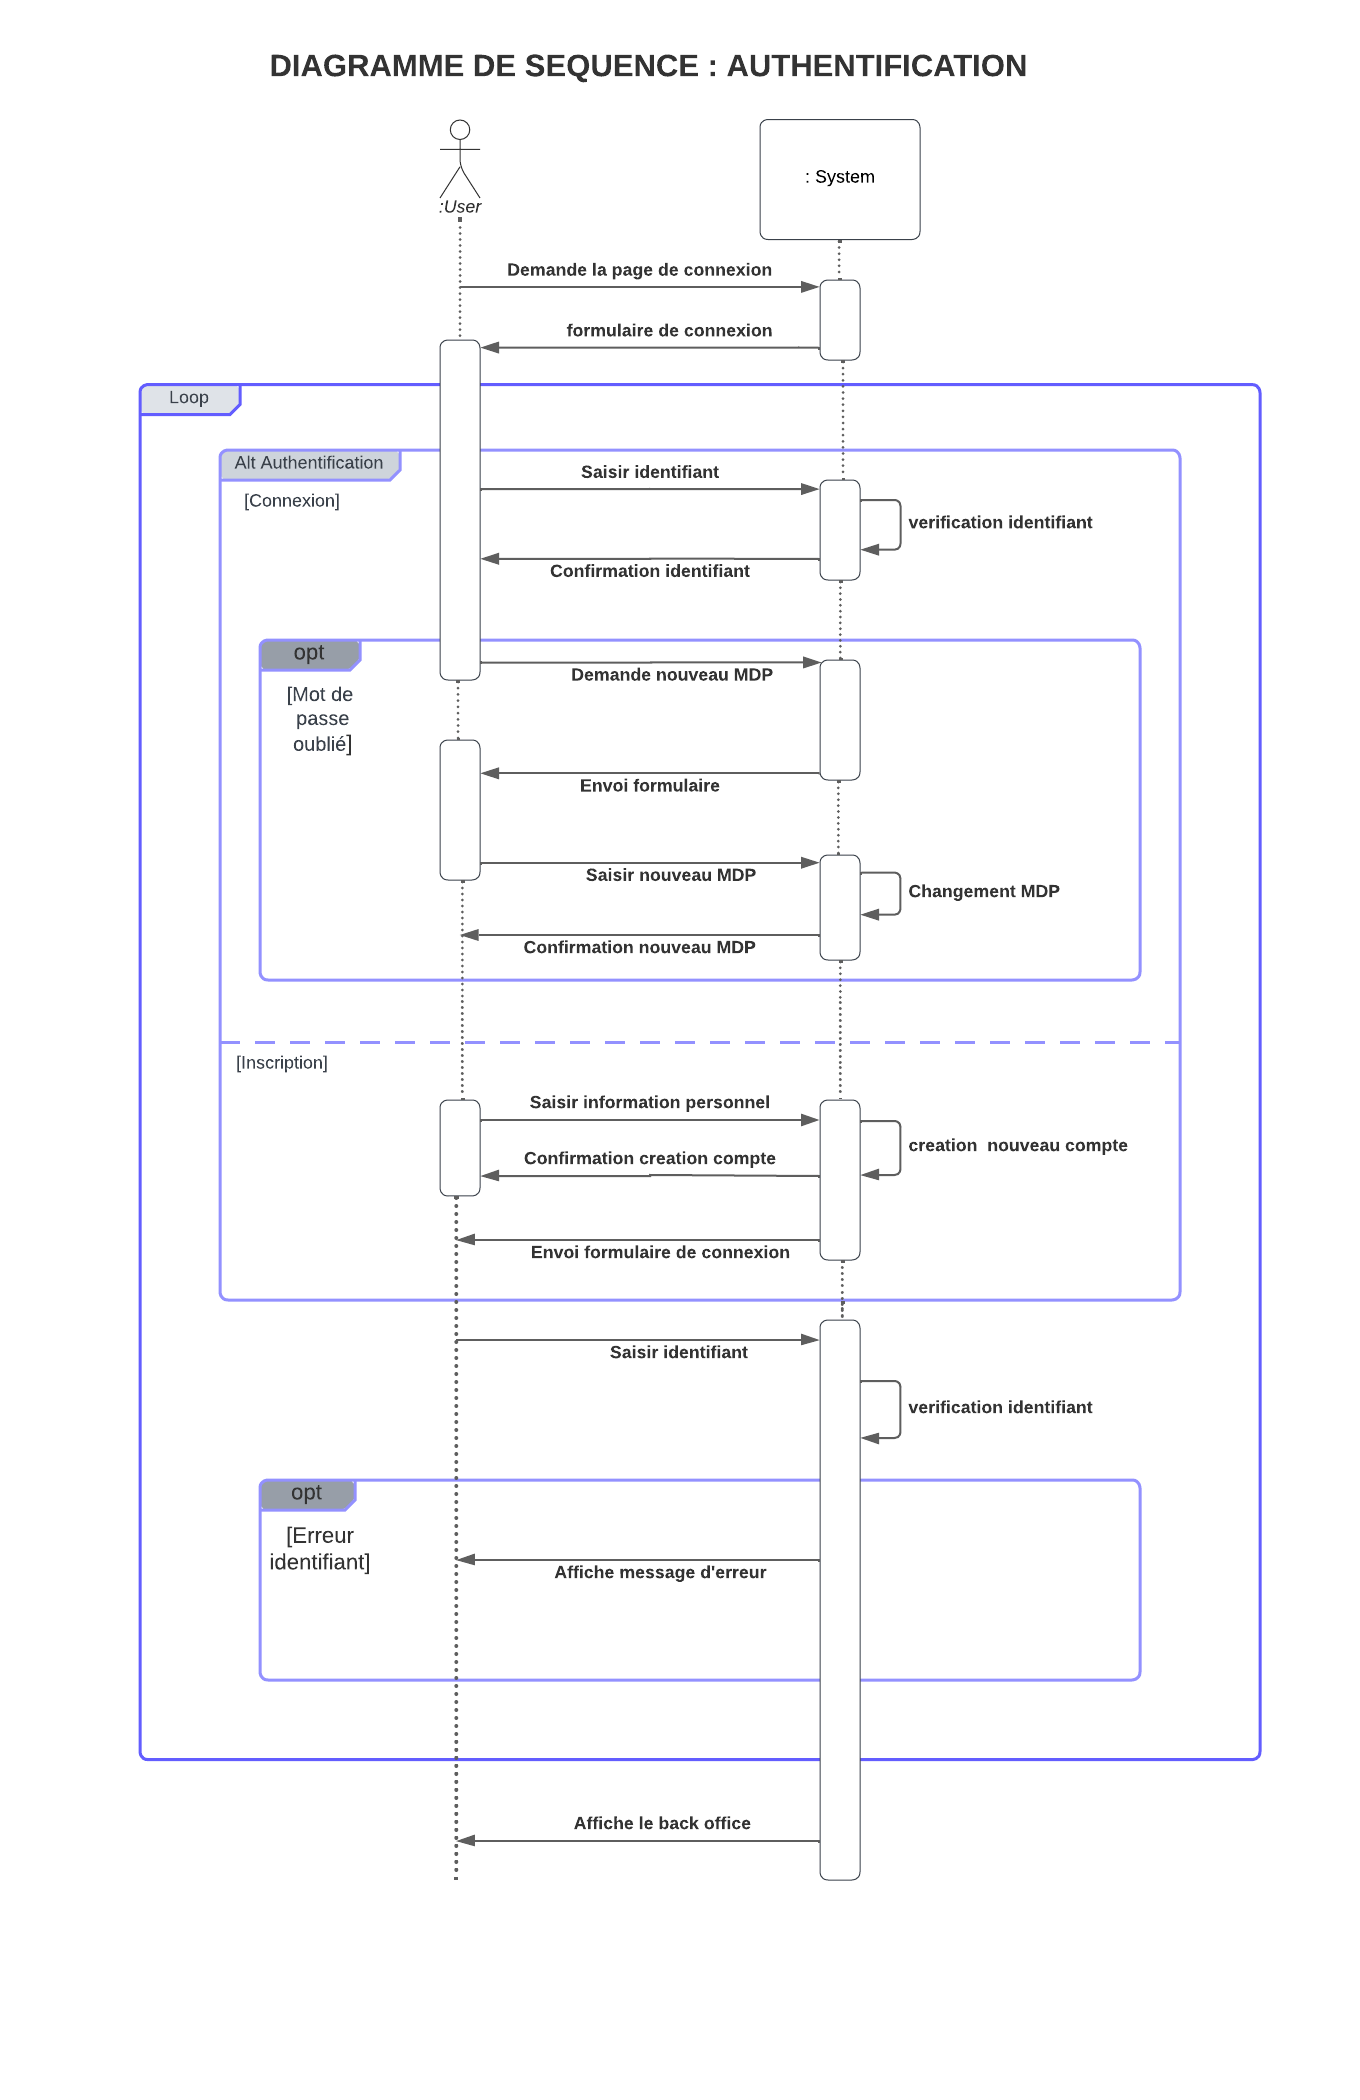 DIAGRAMME DE SEQUENCE : AUTHENTIFICATION
: System
:User
Demande la page de connexion
formulaire de connexion
Loop
Alt Authentification
Saisir identifiant
[Connexion]
verification identifiant
Confirmation identifiant
opt
Demande nouveau MDP
[Mot de
passe
oublié]
Envoi formulaire
Saisir nouveau MDP
Changement MDP
Confirmation nouveau MDP
[Inscription]
Saisir information personnel
creation  nouveau compte
Confirmation creation compte
Envoi formulaire de connexion
Saisir identifiant
verification identifiant
opt
[Erreur
identifiant]
Affiche message d'erreur
Affiche le back office